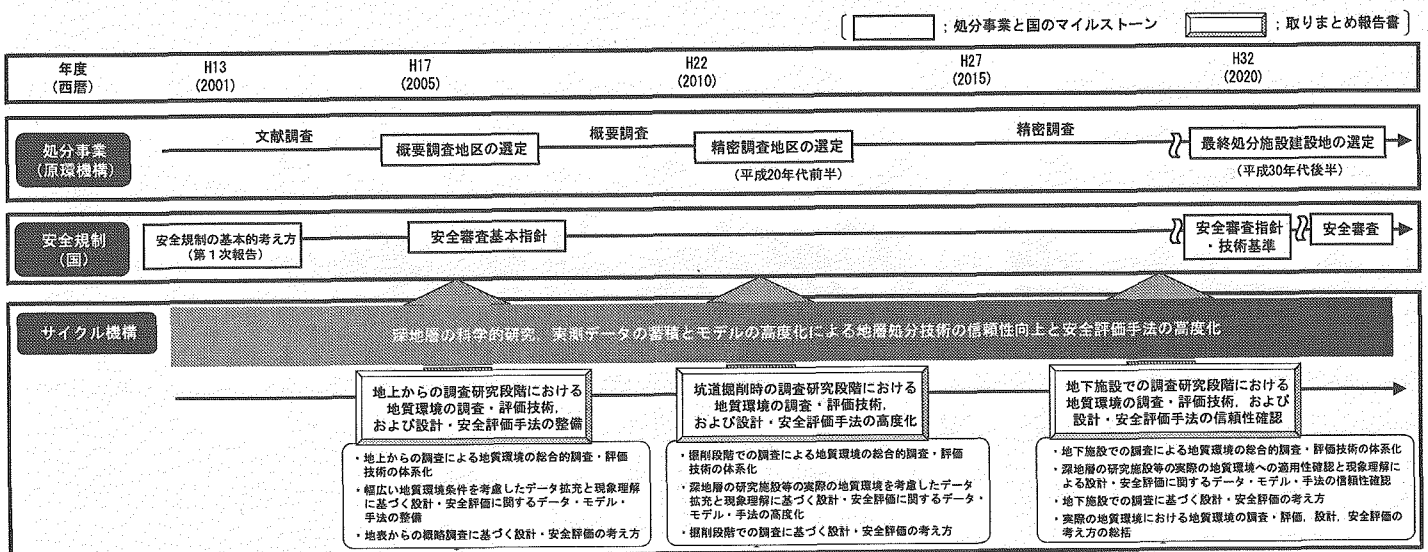 ；処分事業と国のマイルストーン
；取りまとめ報告書
年度
(西暦)
H13
(2001)
H17
(2005)
H22
(2010)
H27
(2015)
H32
(2020)
処分事業
(原環機構)
文献調査
概要調査地区の選定
概要調査
精密調査地区の選定
(平成20年代前半)
精密調査
最終処分施設建設地の選定
(平成30年代後半)
安全規制
(国)
安全規制の基本的考え方
(第1次報告)
安全審査基本指針
安全審査指針
・技術基準
安全審査
サイクル機構
深地層の科学的研究，実測データの蓄積とモデルの高度化による地層処分技術の信頼性向上と安全評価手法の高度化
地上からの調査研究段階における
地質環境の調査・評価技術，
および設計・安全評価手法の整備
・地上からの調査による地質環境の総合的調査・評価
技術の体系化
・幅広い地質環境条件を考慮したデータ拡充と現象理解
に基づく設計・安全評価に関するデータ・モデル・
手法の整備
・地表からの概略調査に基づく設計・安全評価の考え方
坑道掘削時の調査研究段階における
地質環境の調査・評価技術，
および設計・安全評価手法の高度化
・掘削段階での調査による地質環境の総合的調査・評価
技術の体系化
・深地層の研究施設等の実際の地質環境を考慮したデータ
拡充と現象理解に基づく設計・安全評価に関するデータ・
モデル・手法の高度化
・掘削段階での調査に基づく設計・安全評価の考え方
地下施設での調査研究段階における
地質環境の調査・評価技術，および
設計・安全評価手法の信頼性確認
・地下施設での調査による地質環境の総合的調査・評価技術の体系化
・深地層の研究施設等の実際の地質環境への適用性確認と現象理解に
よる設計・安全評価に関するデータ・モデル・手法の信頼性確認
・地下施設での調査に基づく設計・安全評価の考え方
・実際の地質環境における地質環境の調査・評価，設計，安全評価の
考え方の総括